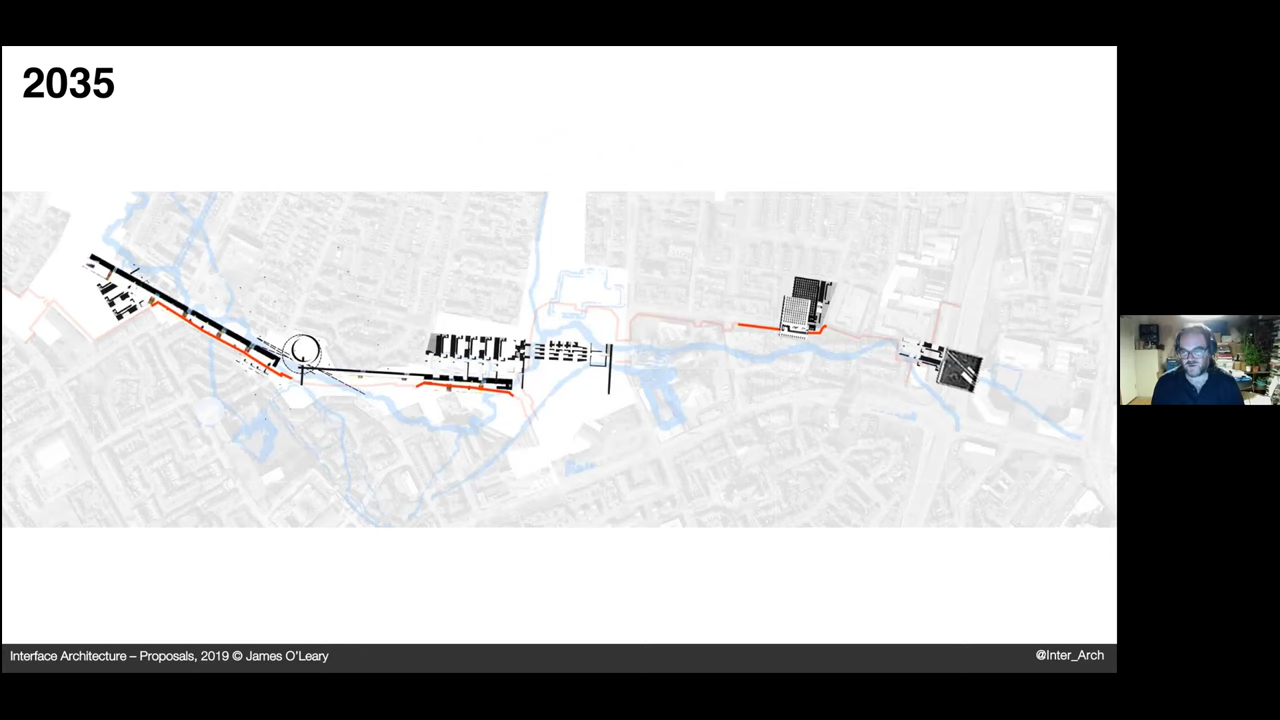 2035
Interface Architecture – Proposals, 2019 © James O'Leary
@Inter_Arch